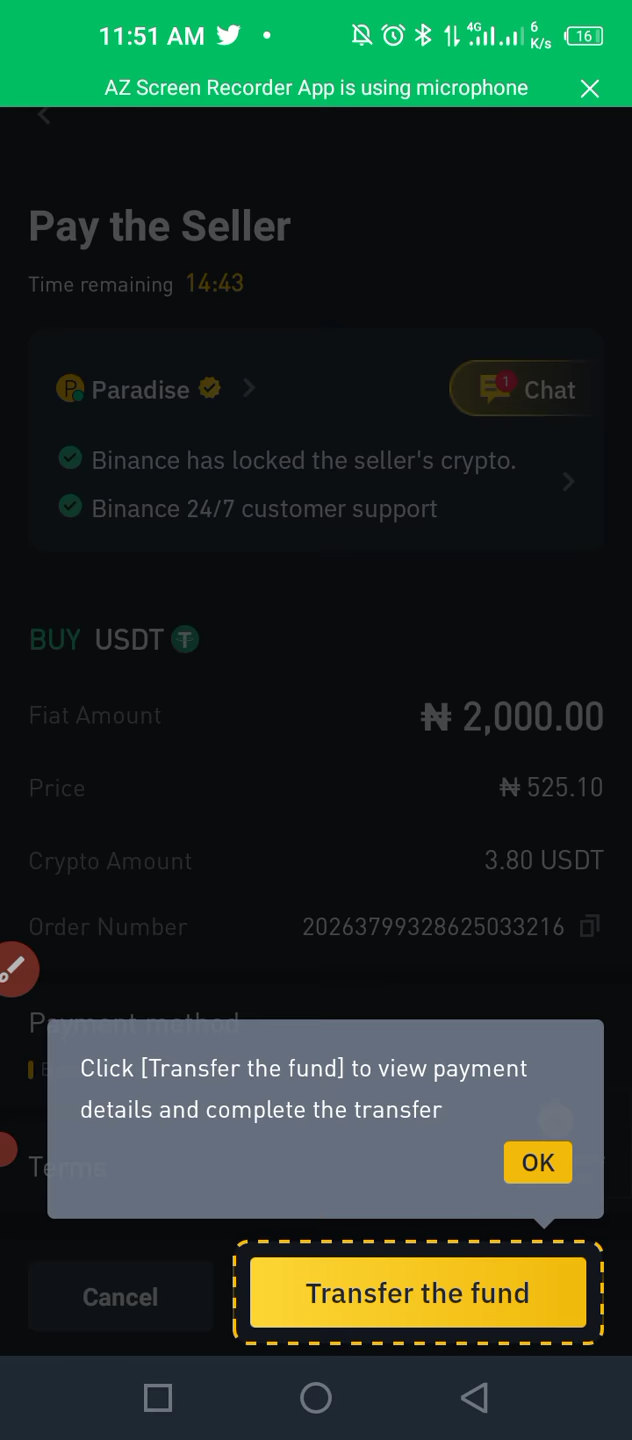 11:51 AM 4G 6 K/s 16
AZ Screen Recorder App is using microphone
Pay the Seller
Time remaining 14:43
P Paradise 1 Chat
Binance has locked the seller's crypto.
Binance 24/7 customer support
BUY USDT
Fiat Amount ₦ 2,000.00
Price ₦ 525.10
Crypto Amount 3.80 USDT
Order Number 20263799328625033216
Payment method
Click [Transfer the fund] to view payment
details and complete the transfer
OK
Terms
Cancel Transfer the fund